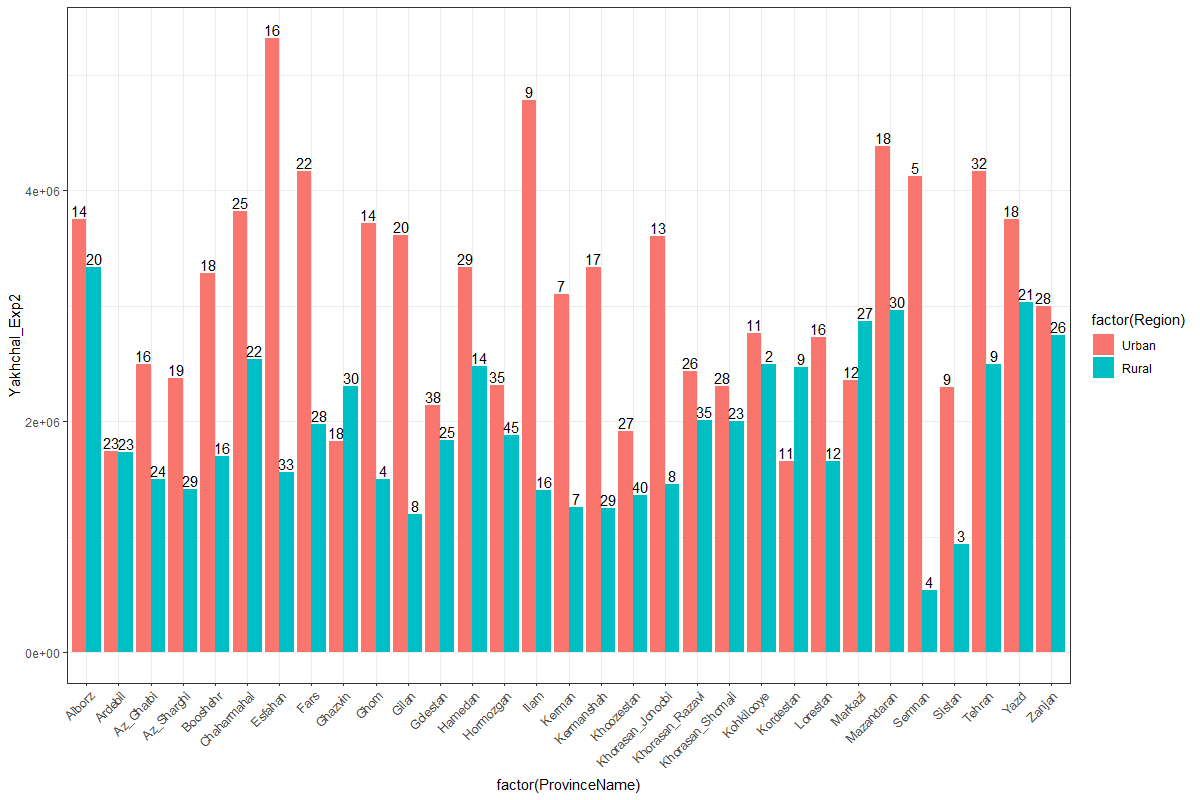 Yakhchal_Exp2
4e+06
2e+06
0e+00
14 20
23 23
16 24
19 29
18 16
25 22
16 33
22 28
18 30
14 4
20 8
38 25
29 14
35 45
9 16
7 7
17 29
27 40
13 8
26 35
28 23
11 2
11 9
16 12
12 27
18 30
5 4
9 3
32 9
18 21
28 26
Alborz
Ardebil
Az_Gharbi
Az_Sharghi
Booshehr
Chaharmahal
Esfahan
Fars
Ghazvin
Ghom
Gilan
Golestan
Hamedan
Hormozgan
Ilam
Kerman
Kermanshah
Khoozestan
Khorasan_Jonoobi
Khorasan_Razavi
Khorasan_Shomali
Kohkilooye
Kordestan
Lorestan
Markazi
Mazandaran
Semnan
Sistan
Tehran
Yazd
Zanjan
factor(ProvinceName)
factor(Region)
Urban
Rural